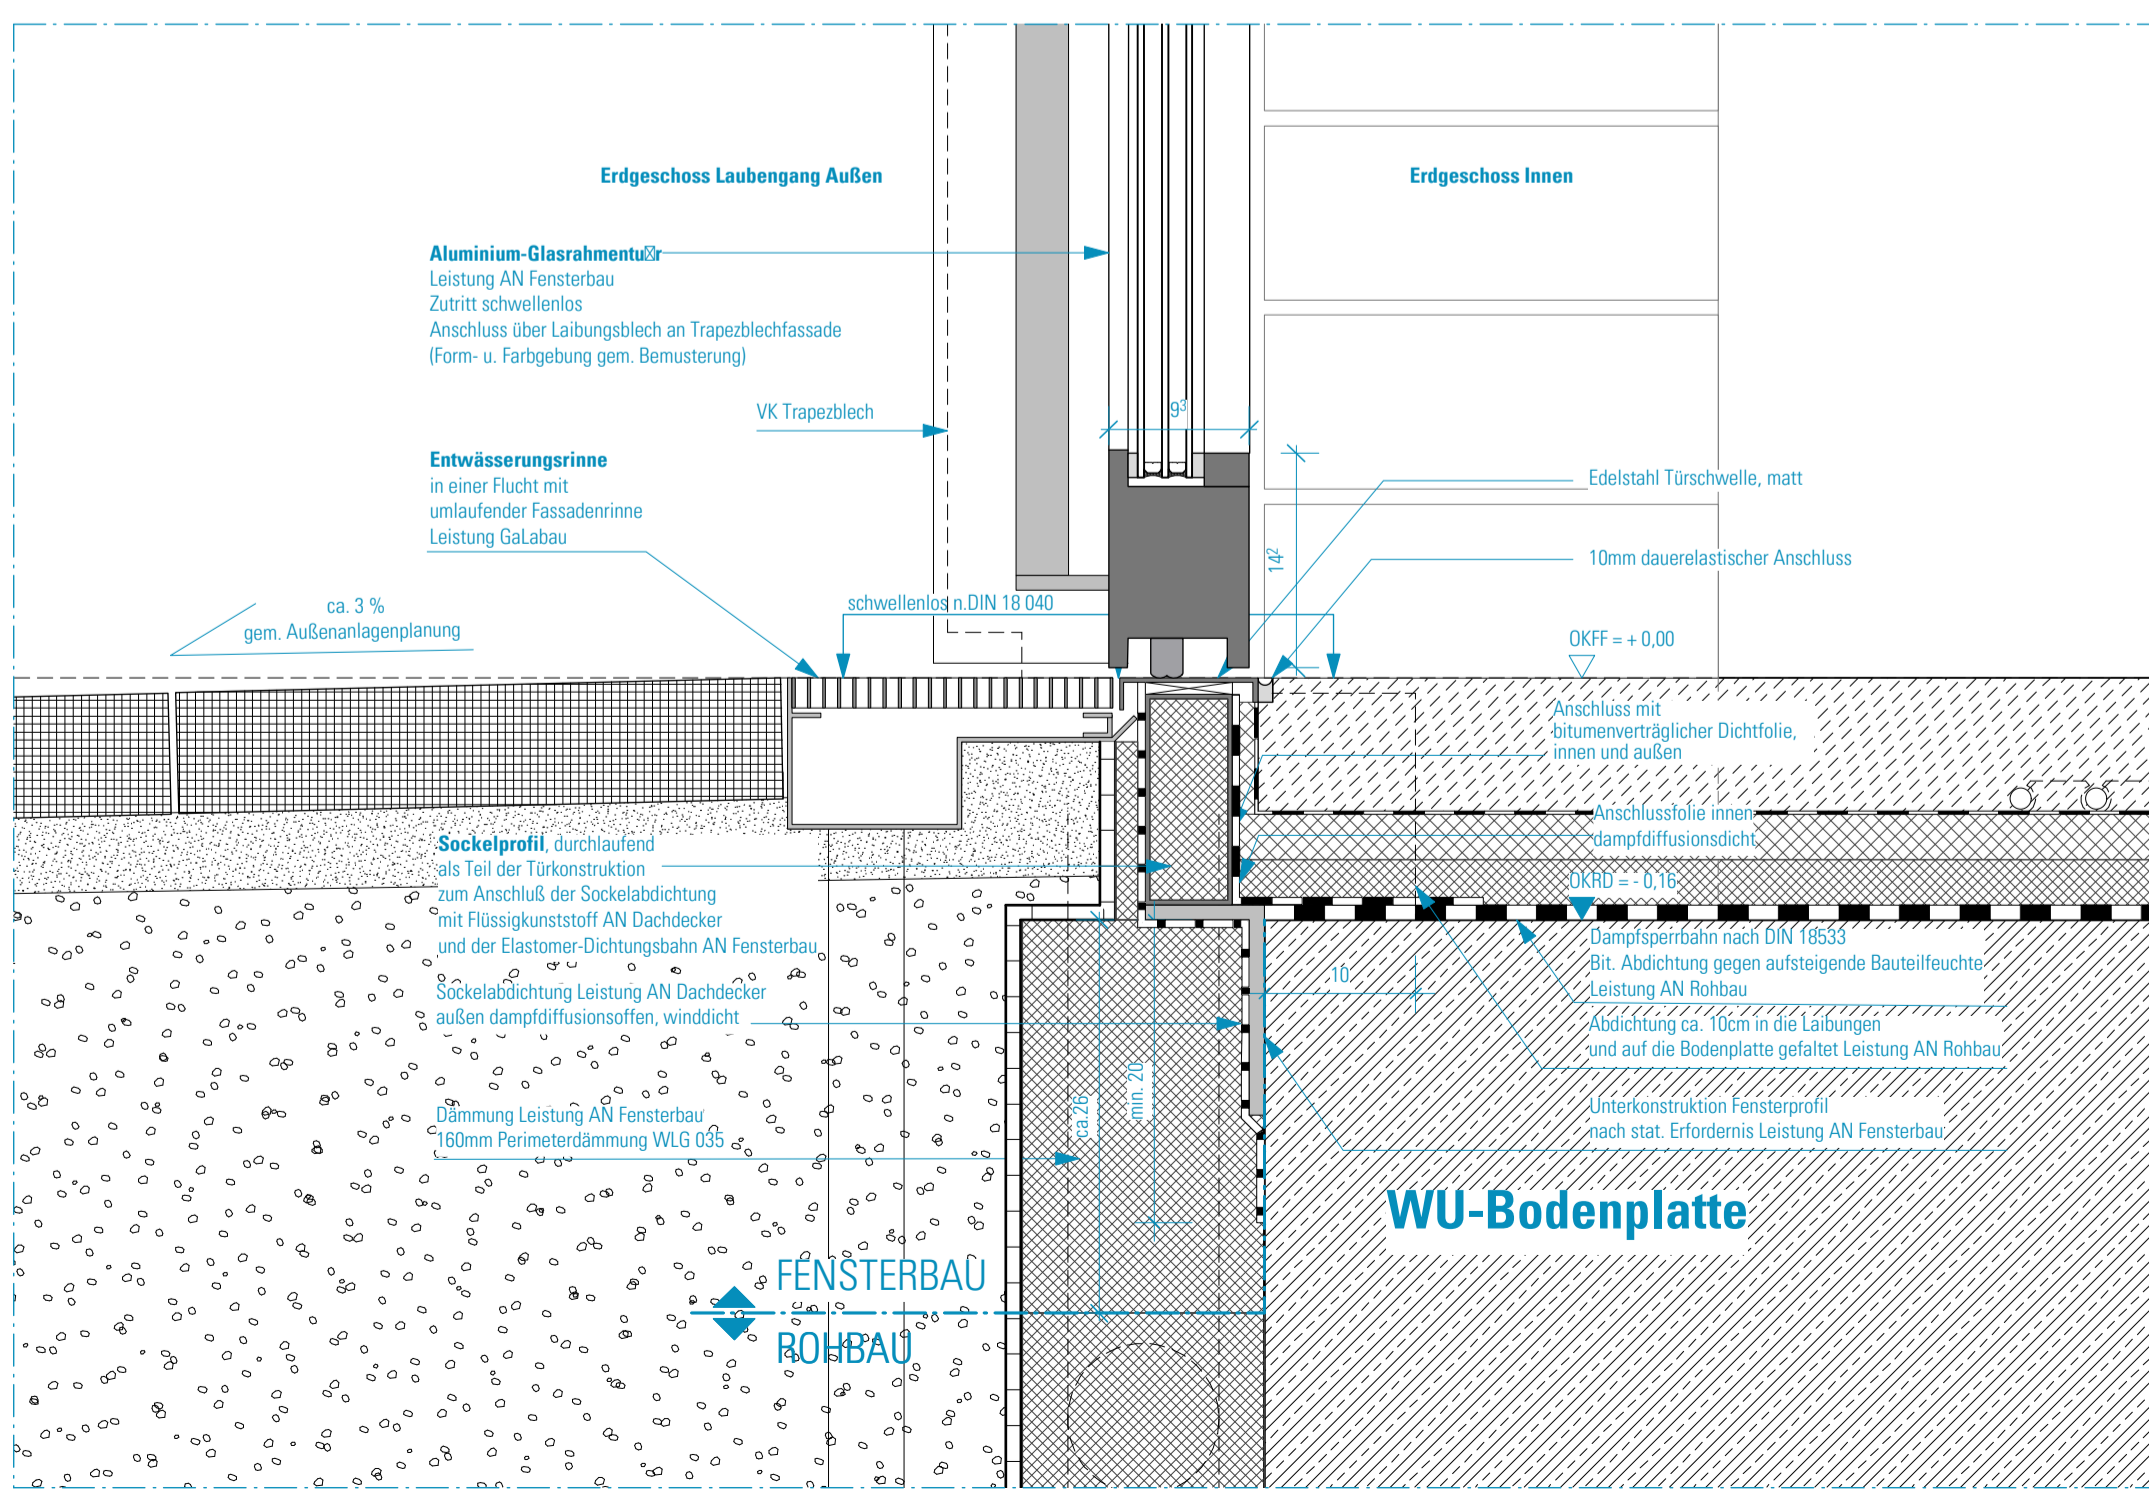 Erdgeschoss Laubengang Außen
Erdgeschoss Innen
Aluminium-Glasrahmentu☒r
Leistung AN Fensterbau
Zutritt schwellenlos
Anschluss über Laibungsblech an Trapezblechfassade
(Form- u. Farbgebung gem. Bemusterung)
VK Trapezblech
9³
Entwässerungsrinne
in einer Flucht mit
umlaufender Fassadenrinne
Leistung GaLabau
Edelstahl Türschwelle, matt
14²
10mm dauerelastischer Anschluss
ca. 3 %
gem. Außenanlagenplanung
schwellenlos n.DIN 18 040
OKFF = + 0,00
Anschluss mit
bitumenverträglicher Dichtfolie,
innen und außen
Anschlussfolie innen
dampfdiffusionsdicht
OKRD = - 0,16
Sockelprofil, durchlaufend
als Teil der Türkonstruktion
zum Anschluß der Sockelabdichtung
mit Flüssigkunststoff AN Dachdecker
und der Elastomer-Dichtungsbahn AN Fensterbau
Dampfsperrbahn nach DIN 18533
Bit. Abdichtung gegen aufsteigende Bauteilfeuchte
Leistung AN Rohbau
10
Sockelabdichtung Leistung AN Dachdecker
außen dampfdiffusionsoffen, winddicht
Abdichtung ca. 10cm in die Laibungen
und auf die Bodenplatte gefaltet Leistung AN Rohbau
ca.26
min. 20
Dämmung Leistung AN Fensterbau
160mm Perimeterdämmung WLG 035
Unterkonstruktion Fensterprofil
nach stat. Erfordernis Leistung AN Fensterbau
WU-Bodenplatte
FENSTERBAU
ROHBAU